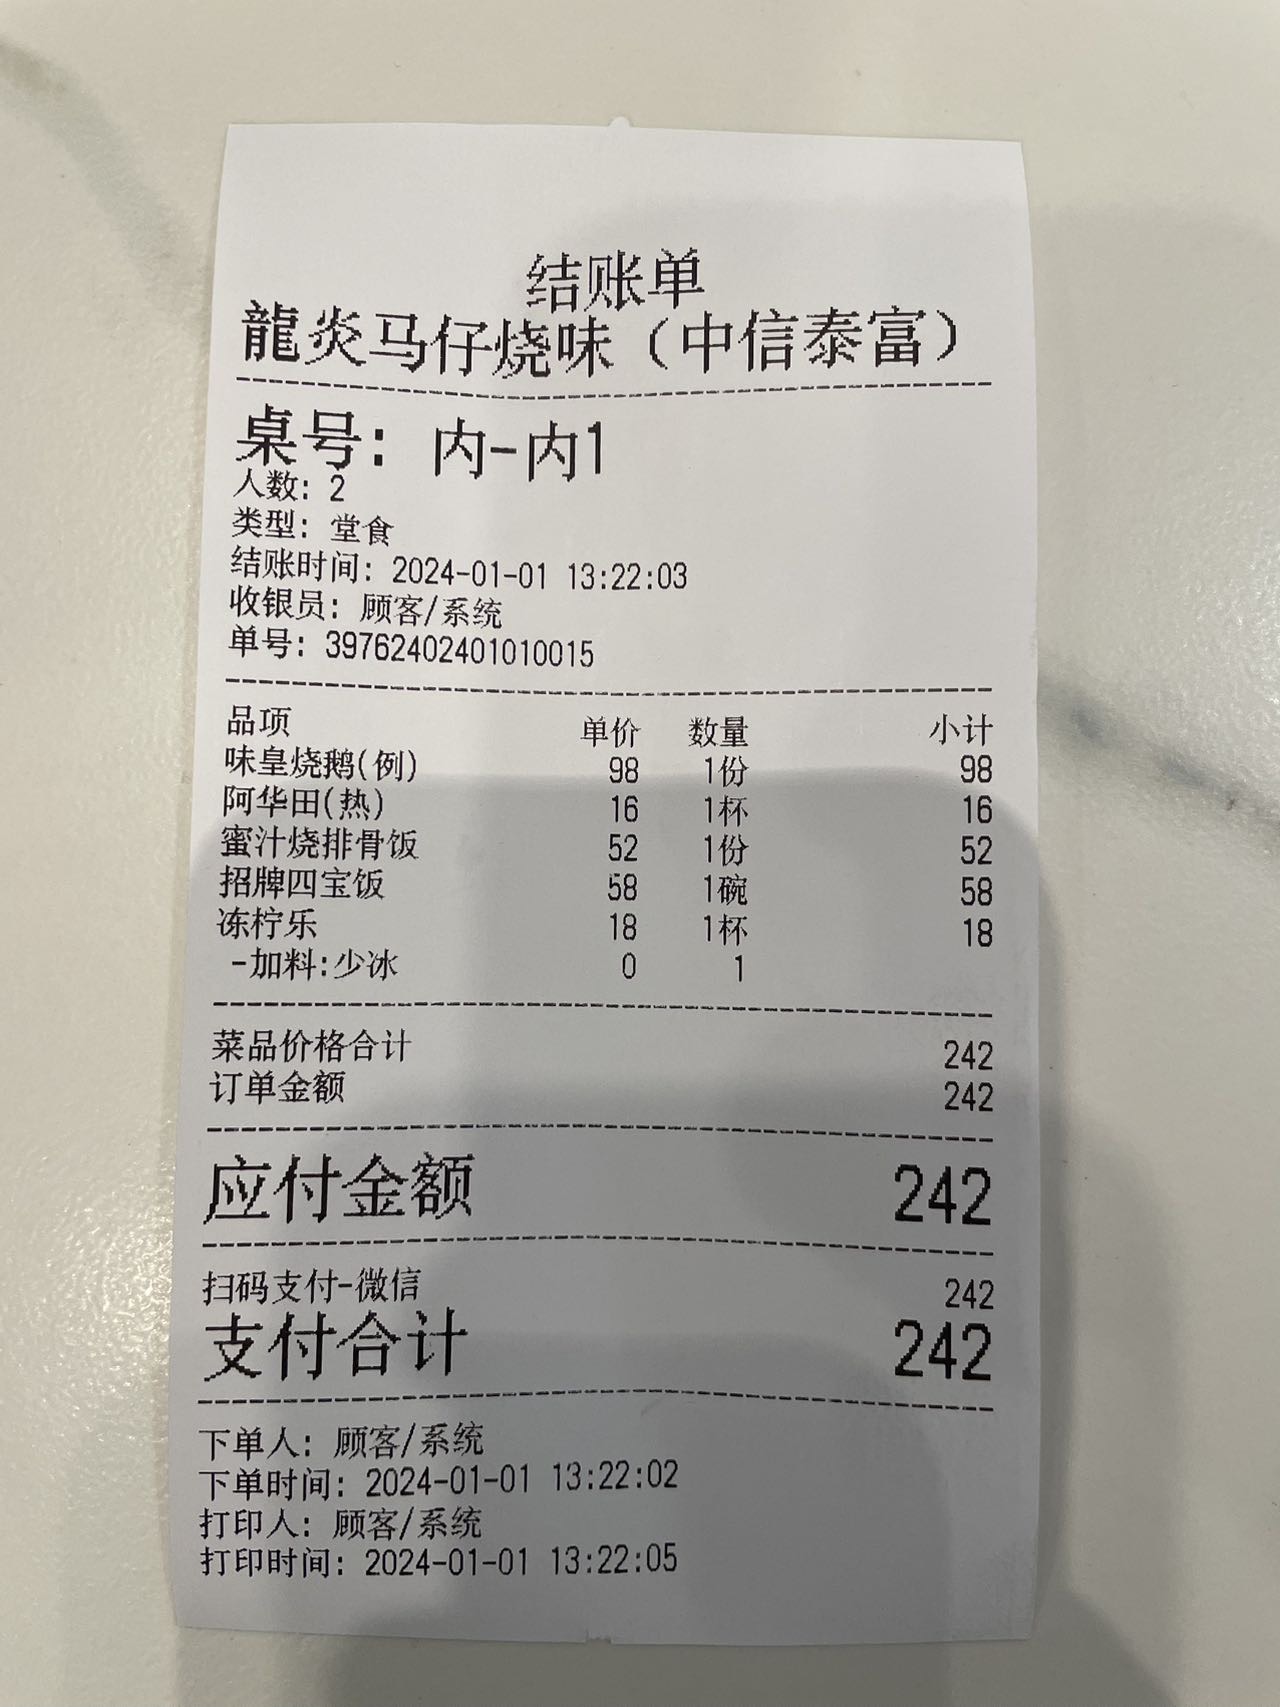 结账单
龍炎马仔烧味（中信泰富）
桌号: 内-内1
人数: 2
类型: 堂食
结账时间: 2024-01-01 13:22:03
收银员: 顾客/系统
单号: 39762402401010015
品项 单价 数量 小计
味皇烧鹅(例) 98 1份 98
阿华田(热) 16 1杯 16
蜜汁烧排骨饭 52 1份 52
招牌四宝饭 58 1碗 58
冻柠乐 18 1杯 18
-加料:少冰 0 1
菜品价格合计 242
订单金额 242
应付金额 242
扫码支付-微信 242
支付合计 242
下单人: 顾客/系统
下单时间: 2024-01-01 13:22:02
打印人: 顾客/系统
打印时间: 2024-01-01 13:22:05